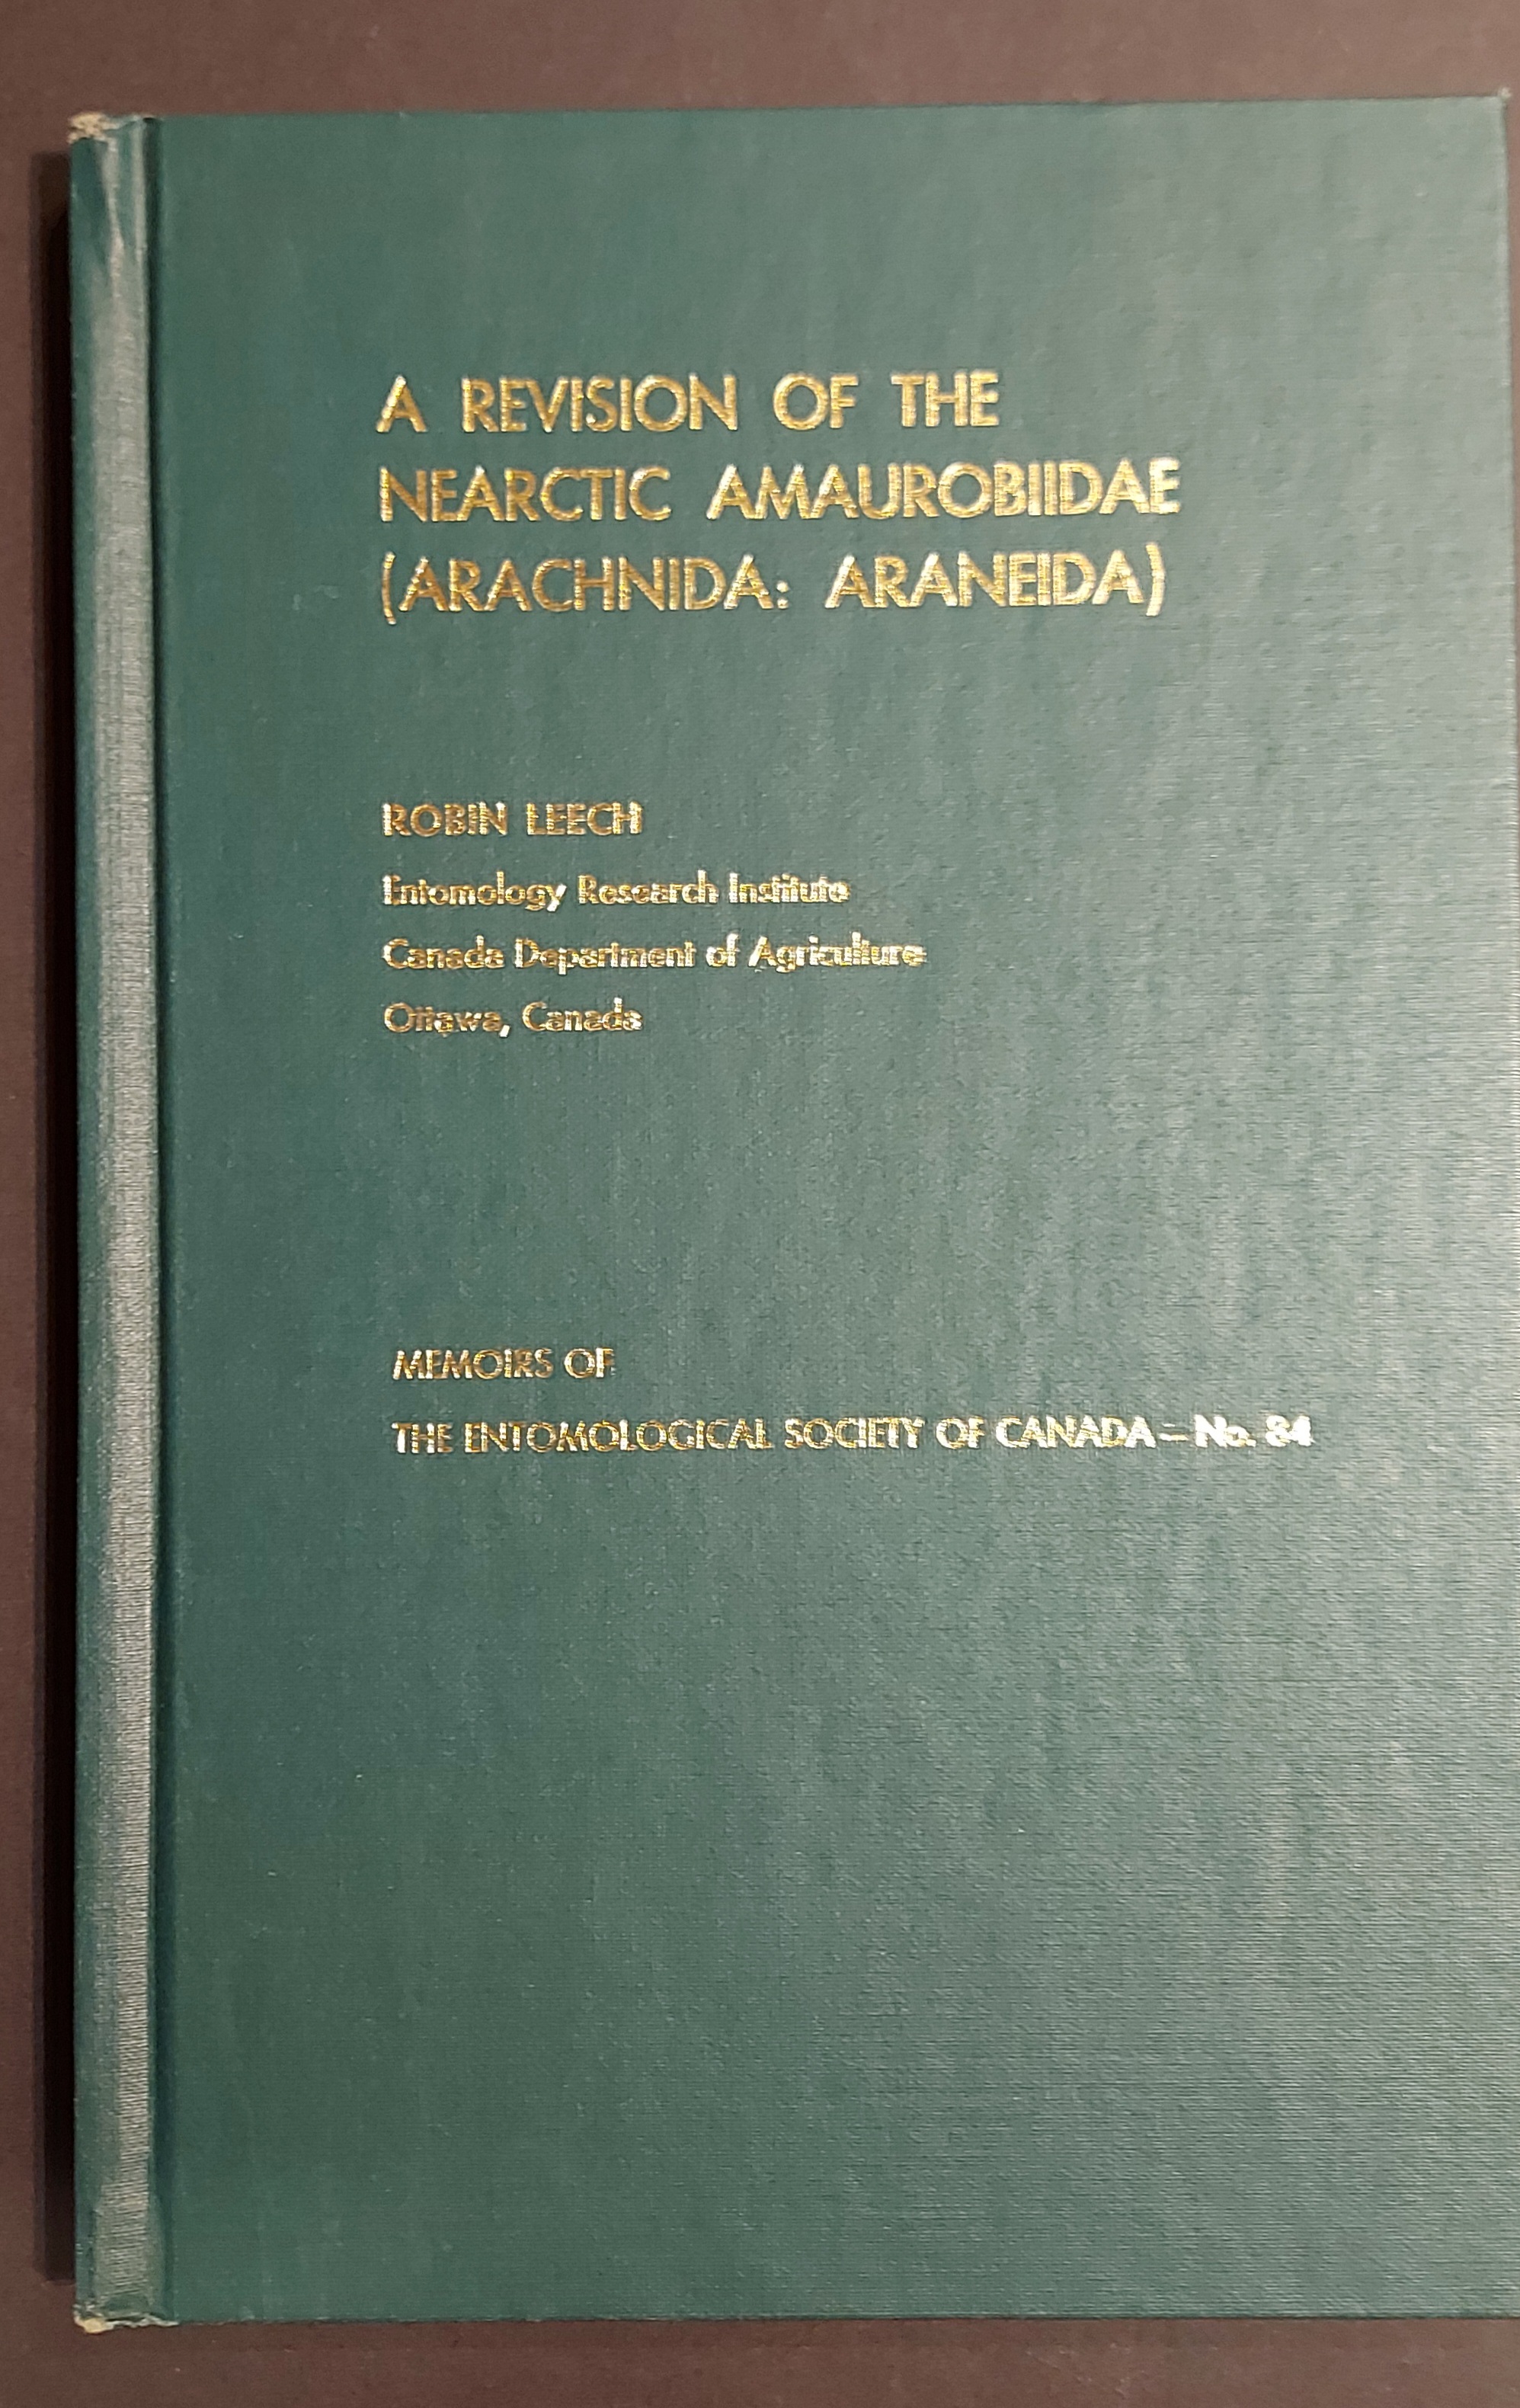 A REVISION OF THE
NEARCTIC AMAUROBIIDAE
(ARACHNIDA: ARANEIDA)
ROBIN LEECH
Entomology Research Institute
Canada Department of Agriculture
Ottawa, Canada
MEMOIRS OF
THE ENTOMOLOGICAL SOCIETY OF CANADA — No. 84